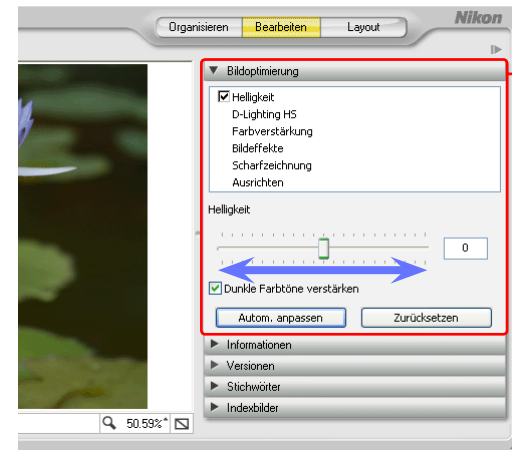 Organisieren Bearbeiten Layout Nikon
Bildoptimierung
Helligkeit
D-Lighting HS
Farbverstärkung
Bildeffekte
Scharfzeichnung
Ausrichten
Helligkeit
0
Dunkle Farbtöne verstärken
Autom. anpassen Zurücksetzen
Informationen
Versionen
Stichwörter
Indexbilder
50.59%